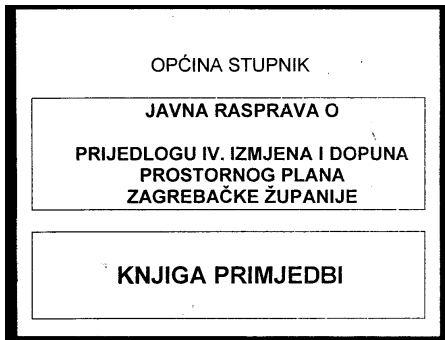 OPĆINA STUPNIK
JAVNA RASPRAVA O
PRIJEDLOGU IV. IZMJENA I DOPUNA
PROSTORNOG PLANA
ZAGREBAČKE ŽUPANIJE
KNJIGA PRIMJEDBI